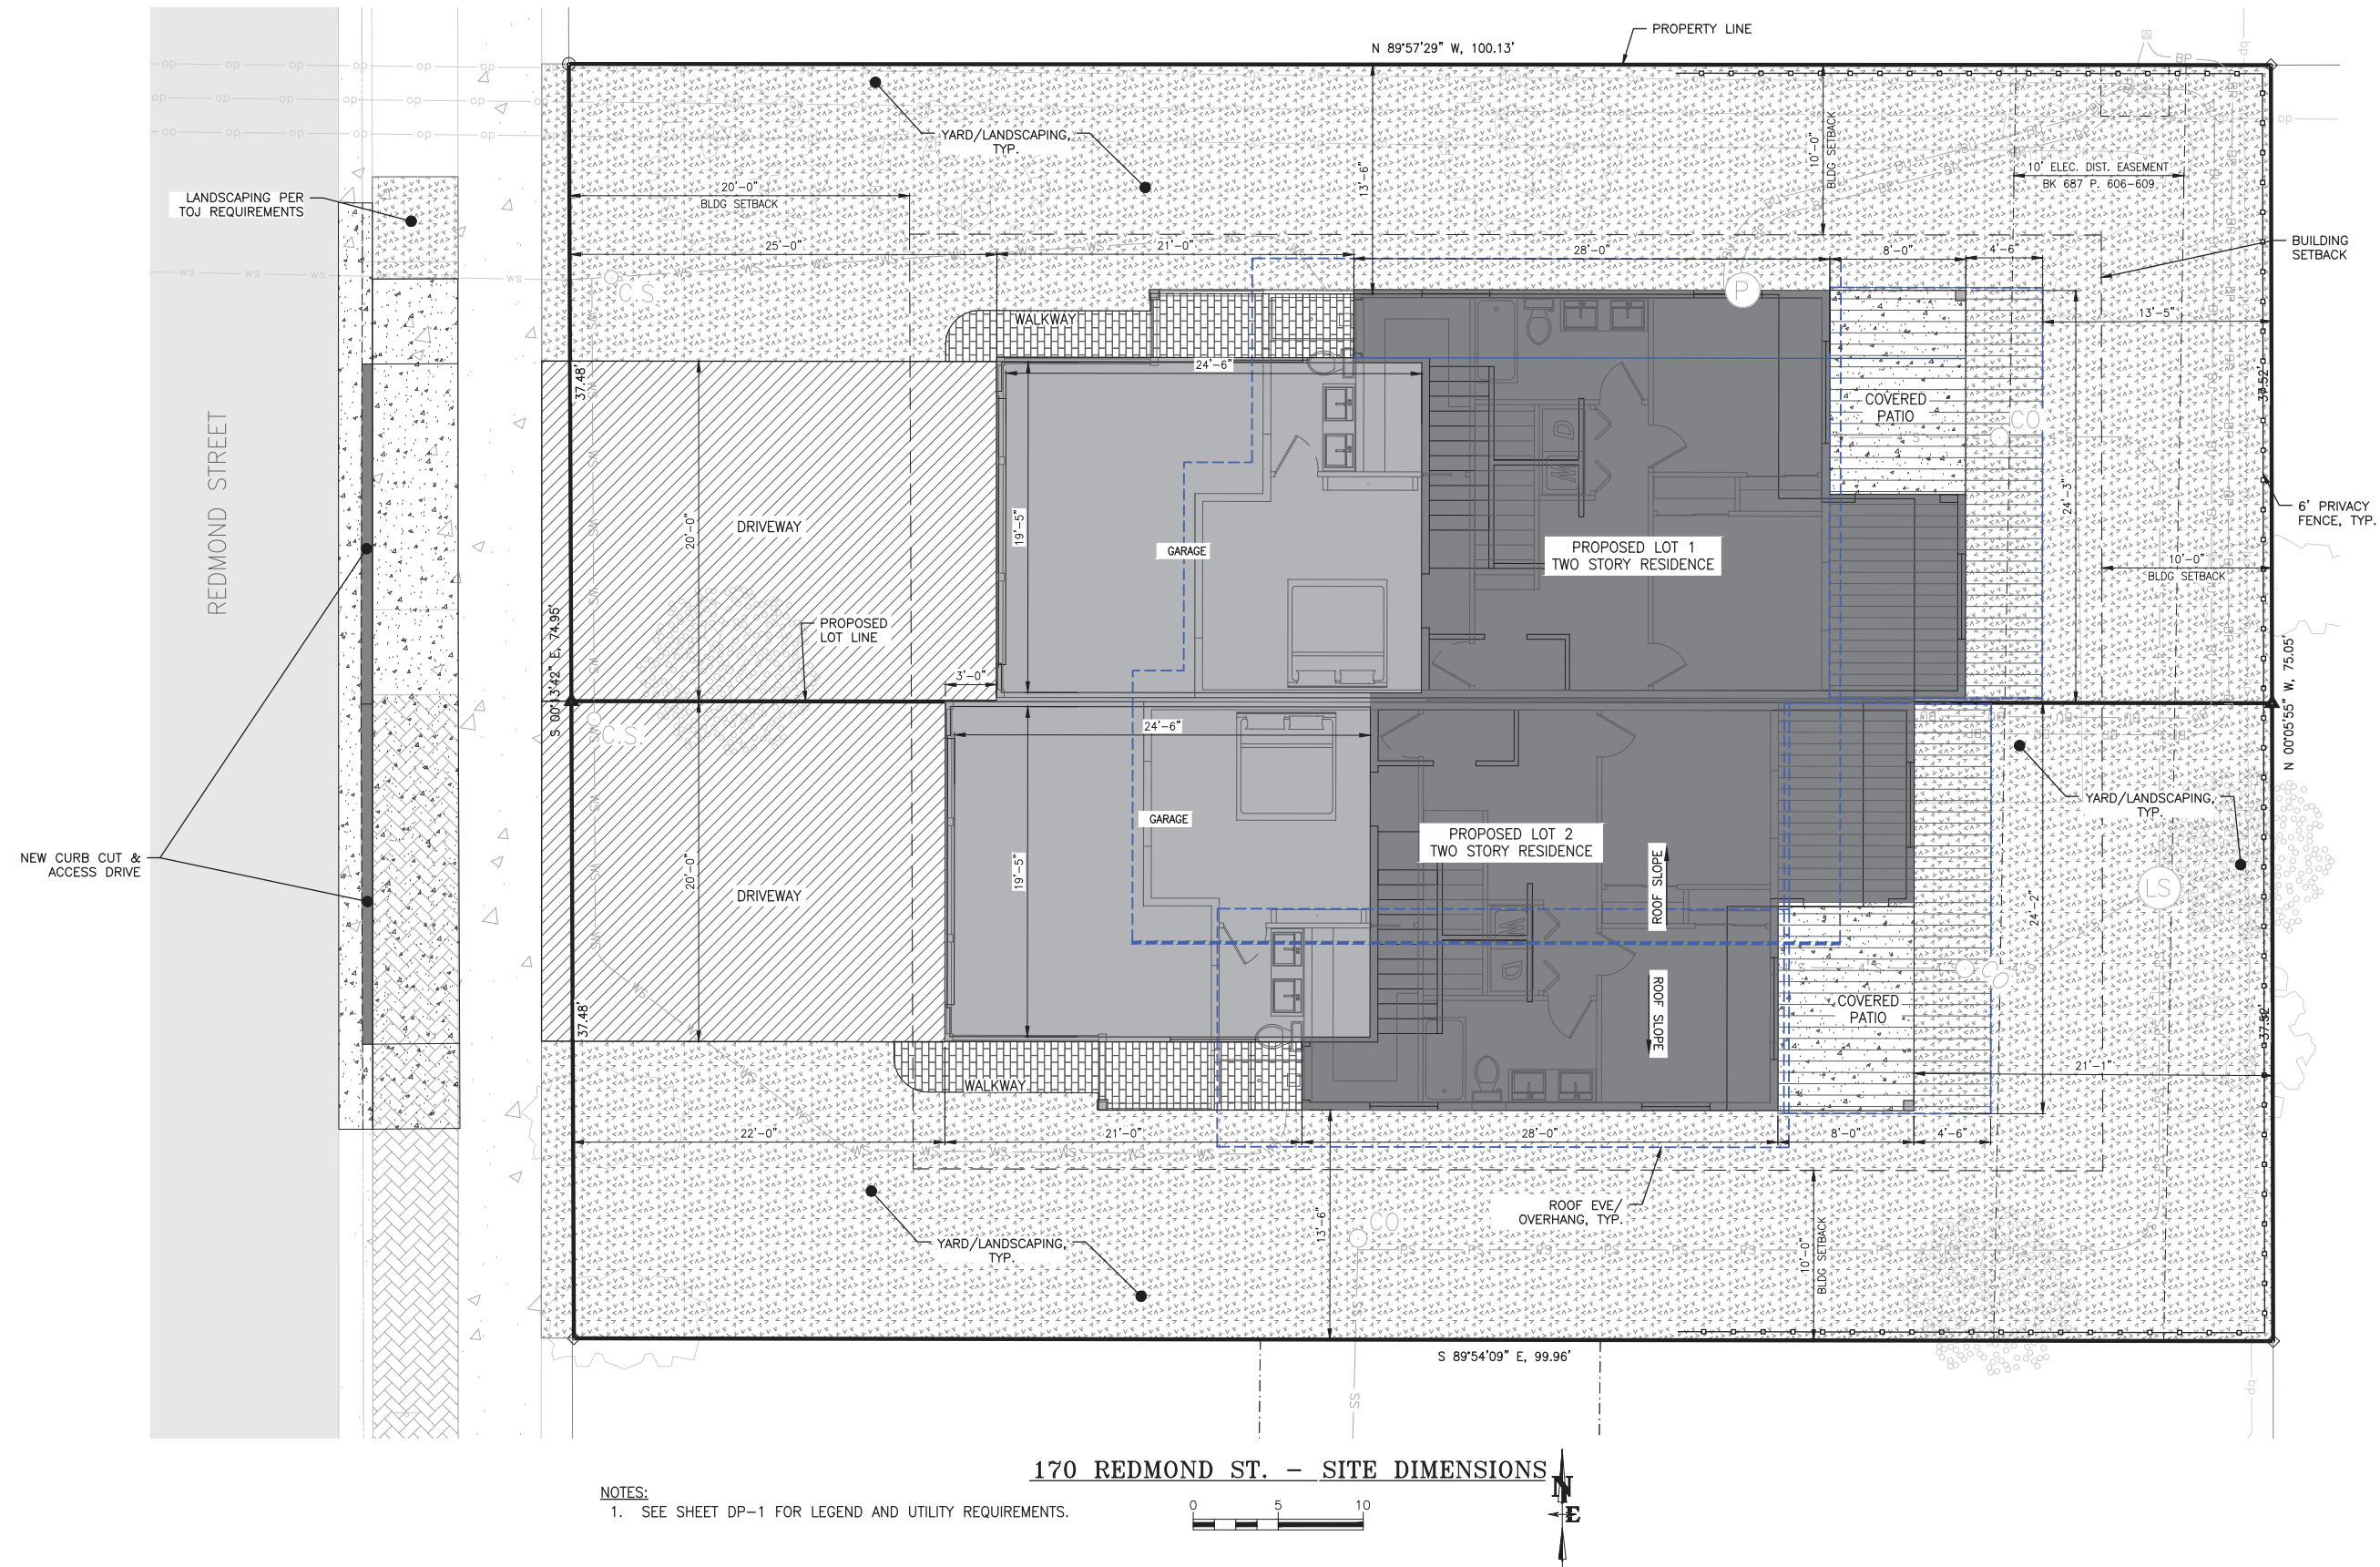 N 89°57'29" W, 100.13'
PROPERTY LINE
YARD/LANDSCAPING,
TYP.
LANDSCAPING PER
TOJ REQUIREMENTS
20'-0"
BLDG SETBACK
13'-6"
10'-0"
BLDG SETBACK
10' ELEC. DIST. EASEMENT
BK 687 P. 606-609
BUILDING
SETBACK
25'-0"
21'-0"
28'-0"
8'-0"
4'-6"
13'-5"
C.S.
P
WALKWAY
24'-6"
37.48'
37.52'
COVERED
PATIO
CO
REDMOND STREET
DRIVEWAY
20'-0"
19'-5"
GARAGE
D
W
PROPOSED LOT 1
TWO STORY RESIDENCE
24'-3"
6' PRIVACY
FENCE, TYP.
10'-0"
BLDG SETBACK
PROPOSED
LOT LINE
3'-0"
S 00°13'42" E, 74.95'
N 00°05'55" W, 75.05'
C.S.
24'-6"
YARD/LANDSCAPING,
TYP.
GARAGE
PROPOSED LOT 2
TWO STORY RESIDENCE
ROOF SLOPE
NEW CURB CUT &
ACCESS DRIVE
DRIVEWAY
20'-0"
19'-5"
W
D
LS
24'-2"
CO
ROOF SLOPE
COVERED
PATIO
37.48'
37.52'
WALKWAY
21'-1"
22'-0"
21'-0"
28'-0"
8'-0"
4'-6"
ROOF EVE/
OVERHANG, TYP.
13'-6"
CO
10'-0"
BLDG SETBACK
YARD/LANDSCAPING,
TYP.
S 89°54'09" E, 99.96'
SS
170 REDMOND ST. - SITE DIMENSIONS
N
E
NOTES:
1. SEE SHEET DP-1 FOR LEGEND AND UTILITY REQUIREMENTS.
0 5 10